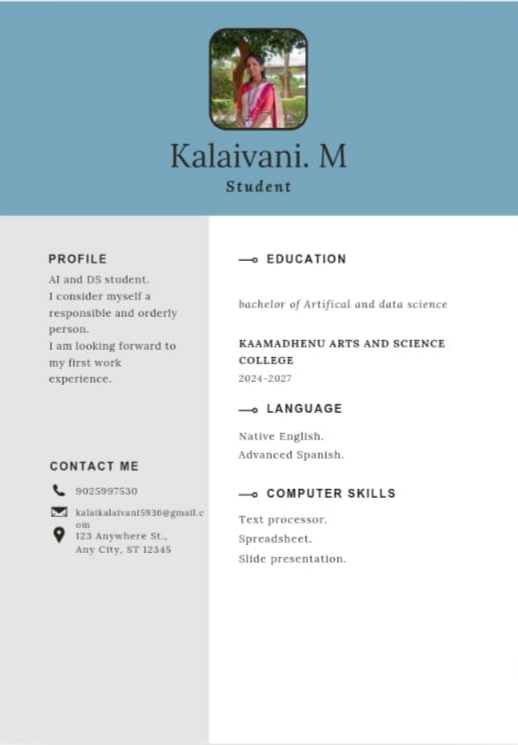 Kalaivani. M
Student
PROFILE
AI and DS student.
I consider myself a
responsible and orderly
person.
I am looking forward to
my first work
experience.
CONTACT ME
9025997530
kalaikalaivani5936@gmail.c
om
123 Anywhere St.,
Any City, ST 12345
EDUCATION
bachelor of Artifical and data science
KAAMADHENU ARTS AND SCIENCE
COLLEGE
2024-2027
LANGUAGE
Native English.
Advanced Spanish.
COMPUTER SKILLS
Text processor.
Spreadsheet.
Slide presentation.